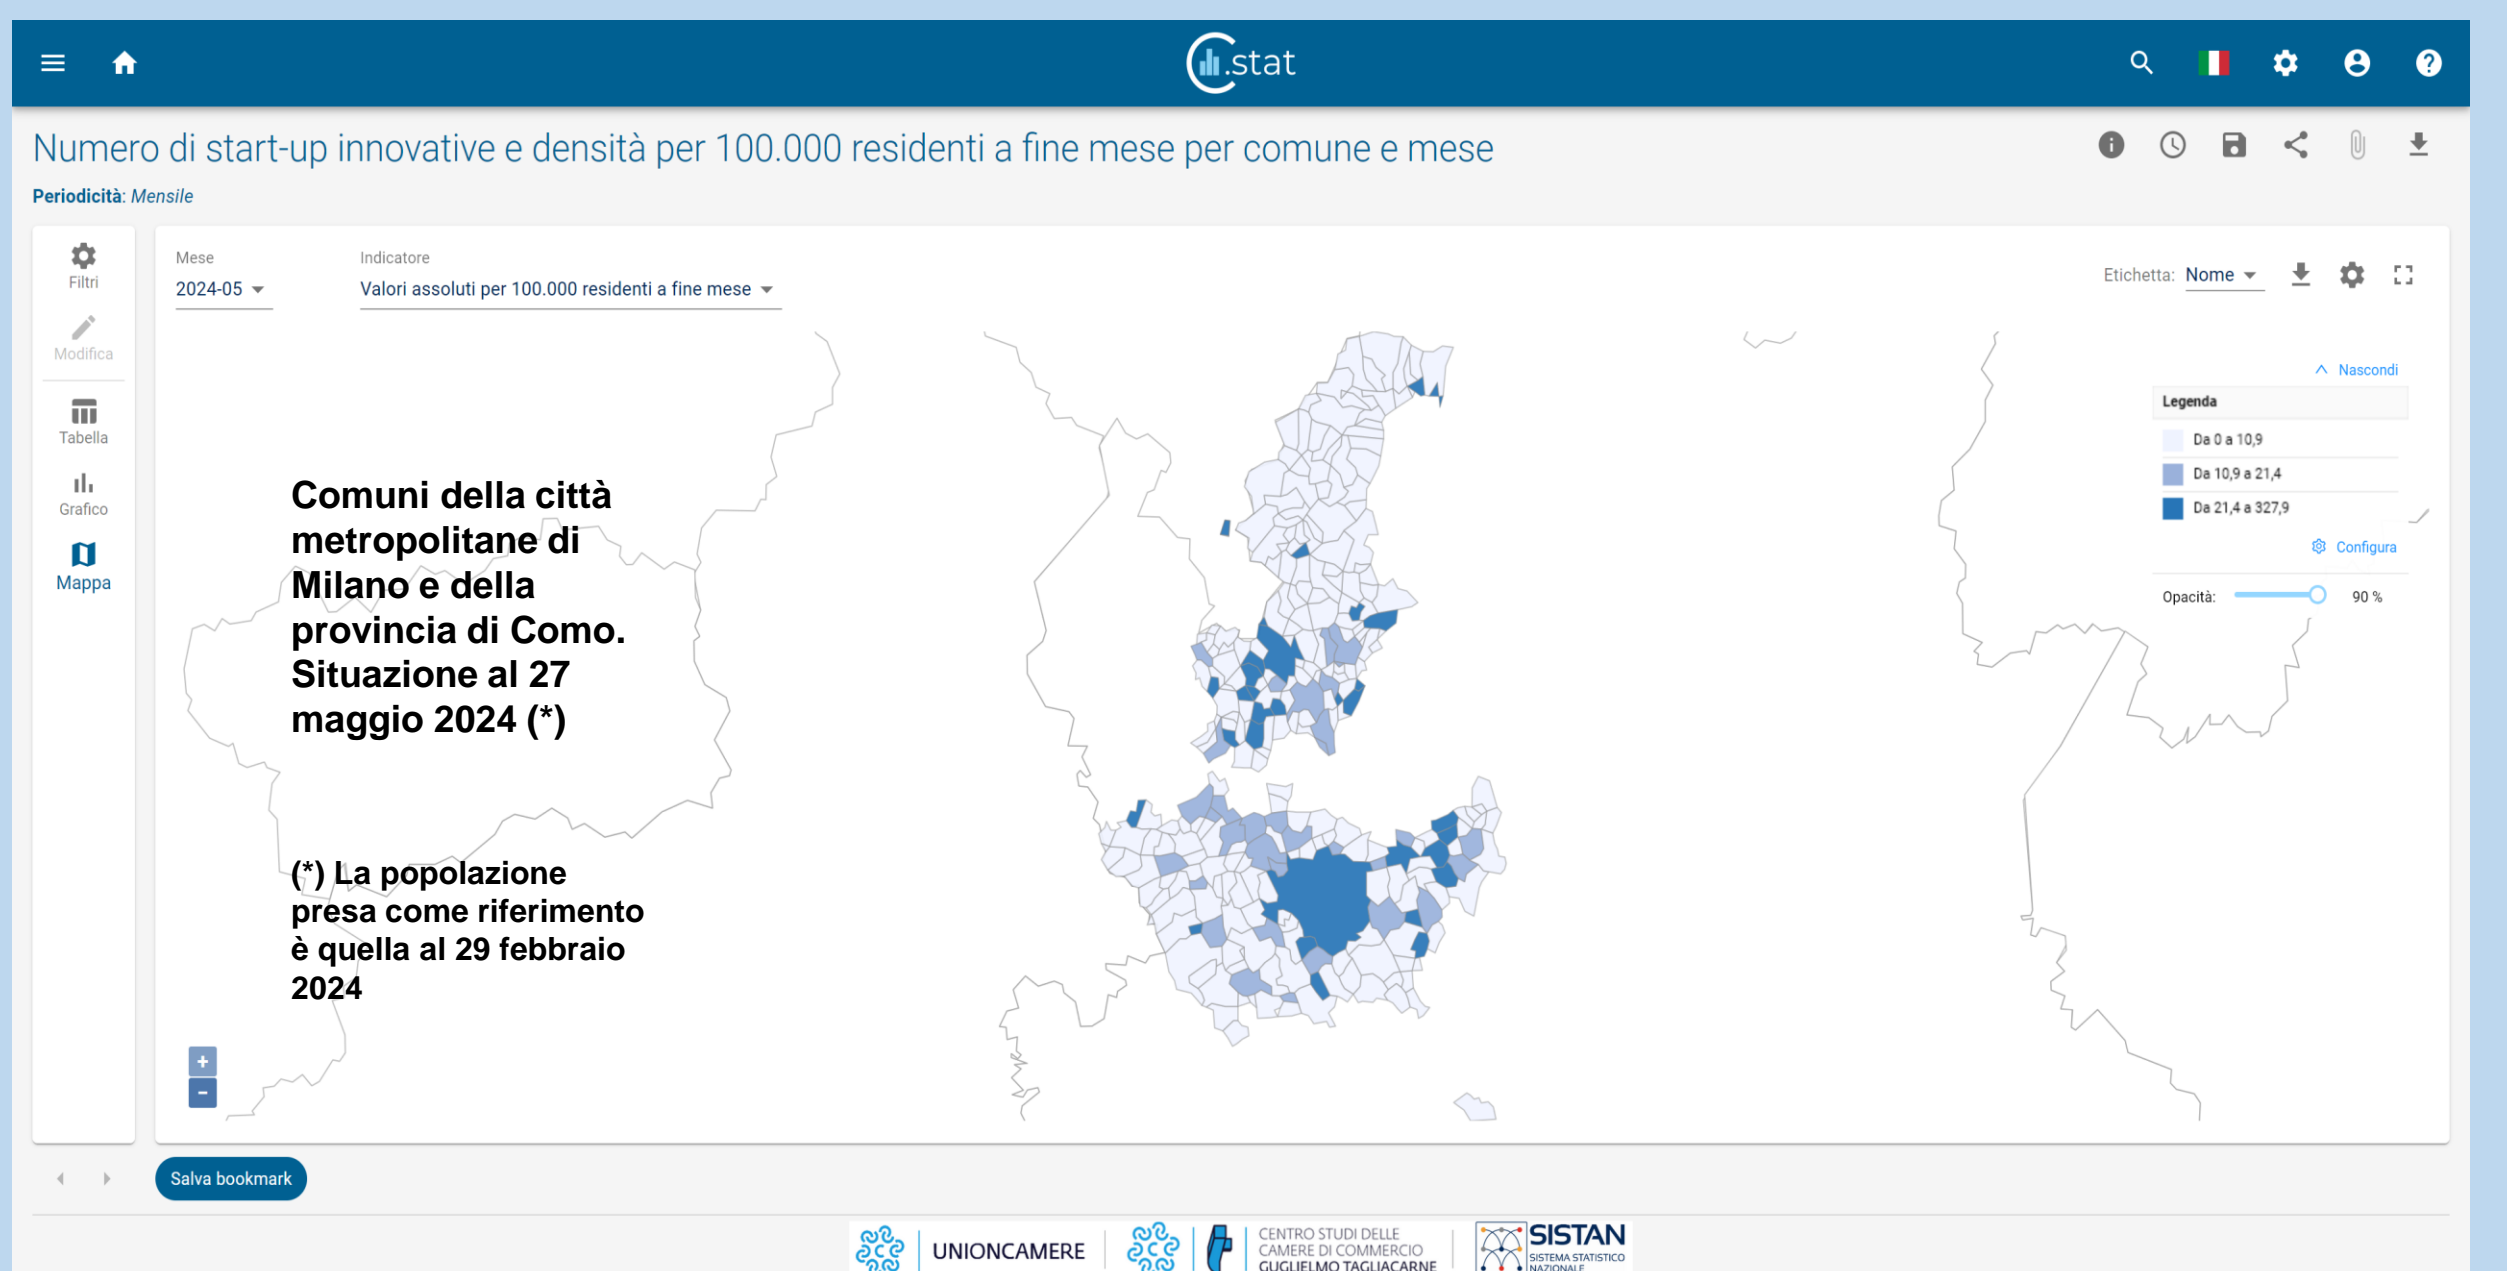 .stat
Numero di start-up innovative e densità per 100.000 residenti a fine mese per comune e mese
Periodicità: Mensile
Filtri
Modifica
Tabella
Grafico
Mappa
Mese
2024-05
Indicatore
Valori assoluti per 100.000 residenti a fine mese
Etichetta: Nome
Nascondi
Legenda
Da 0 a 10,9
Da 10,9 a 21,4
Da 21,4 a 327,9
Configura
Opacità: 90 %
Comuni della città
metropolitane di
Milano e della
provincia di Como.
Situazione al 27
maggio 2024 (*)
(*) La popolazione
presa come riferimento
è quella al 29 febbraio
2024
+
-
Salva bookmark
UNIONCAMERE
CENTRO STUDI DELLE
CAMERE DI COMMERCIO
GUGLIELMO TAGLIACARNE
SISTAN
SISTEMA STATISTICO
NAZIONALE